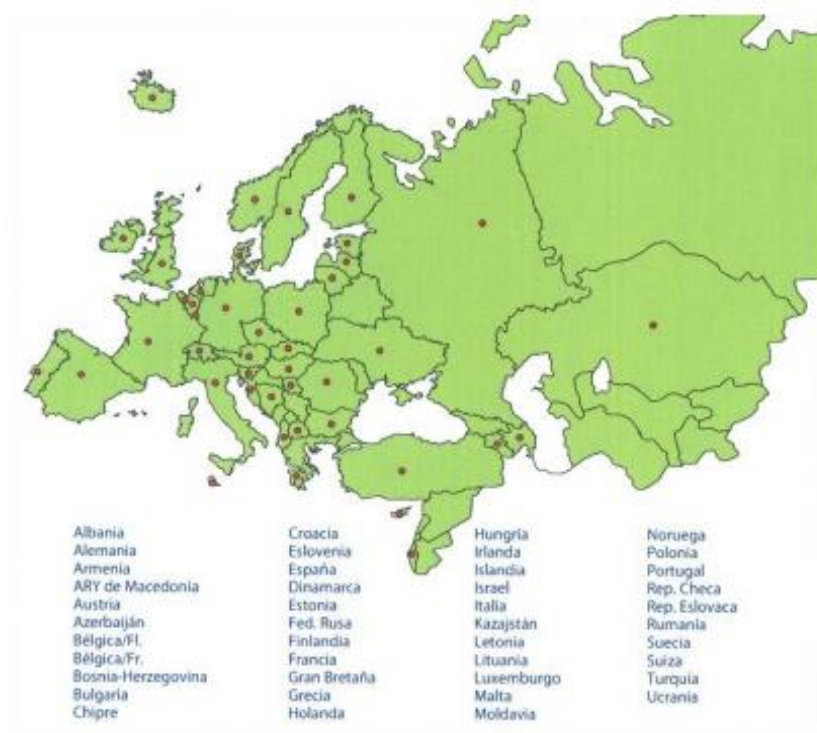 Albania
Alemania
Armenia
ARY de Macedonia
Austria
Azerbaiján
Bélgica/Fl.
Bélgica/Fr.
Bosnia-Herzegovina
Bulgaria
Chipre
Croacia
Eslovenia
España
Dinamarca
Estonia
Fed. Rusa
Finlandia
Francia
Gran Bretaña
Grecia
Holanda
Hungría
Irlanda
Islandia
Israel
Italia
Kazajstán
Letonia
Lituania
Luxemburgo
Malta
Moldavia
Noruega
Polonia
Portugal
Rep. Checa
Rep. Eslovaca
Rumanía
Suecia
Suiza
Turquía
Ucrania